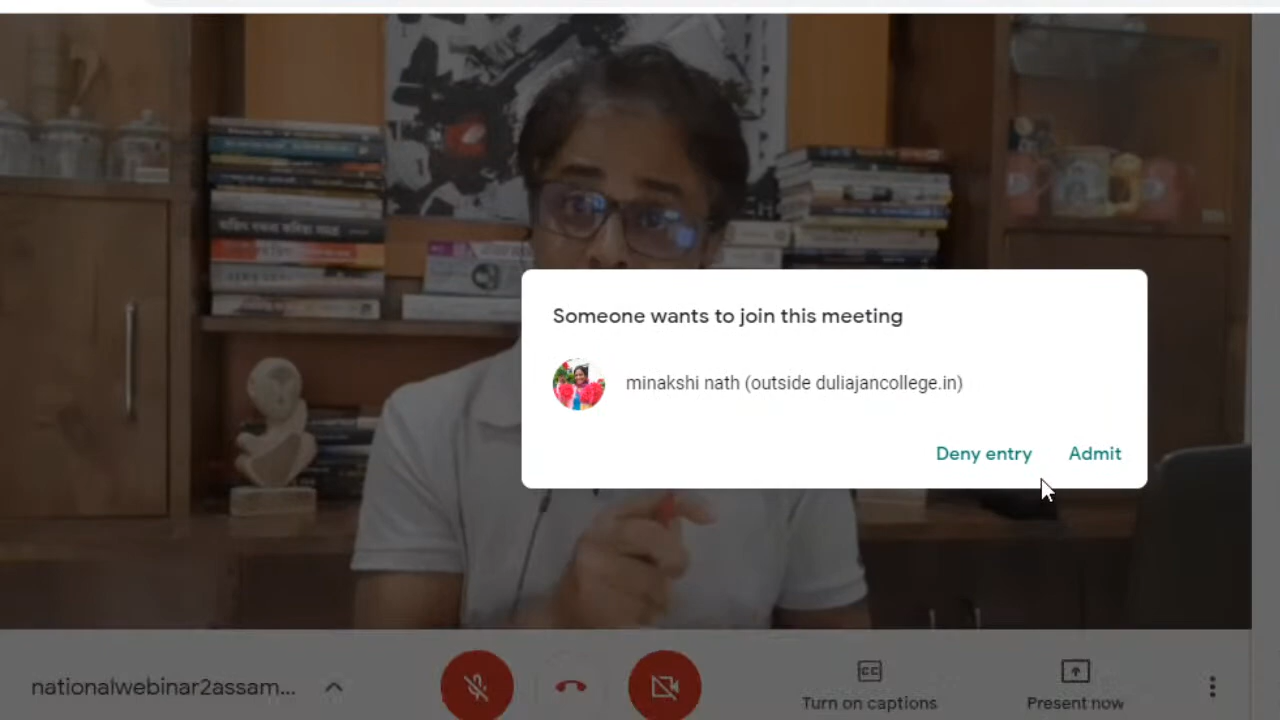 Someone wants to join this meeting
minakshi nath (outside duliajancollege.in)
Deny entry
Admit
nationalwebinar2assam...
CC
Turn on captions
Present now